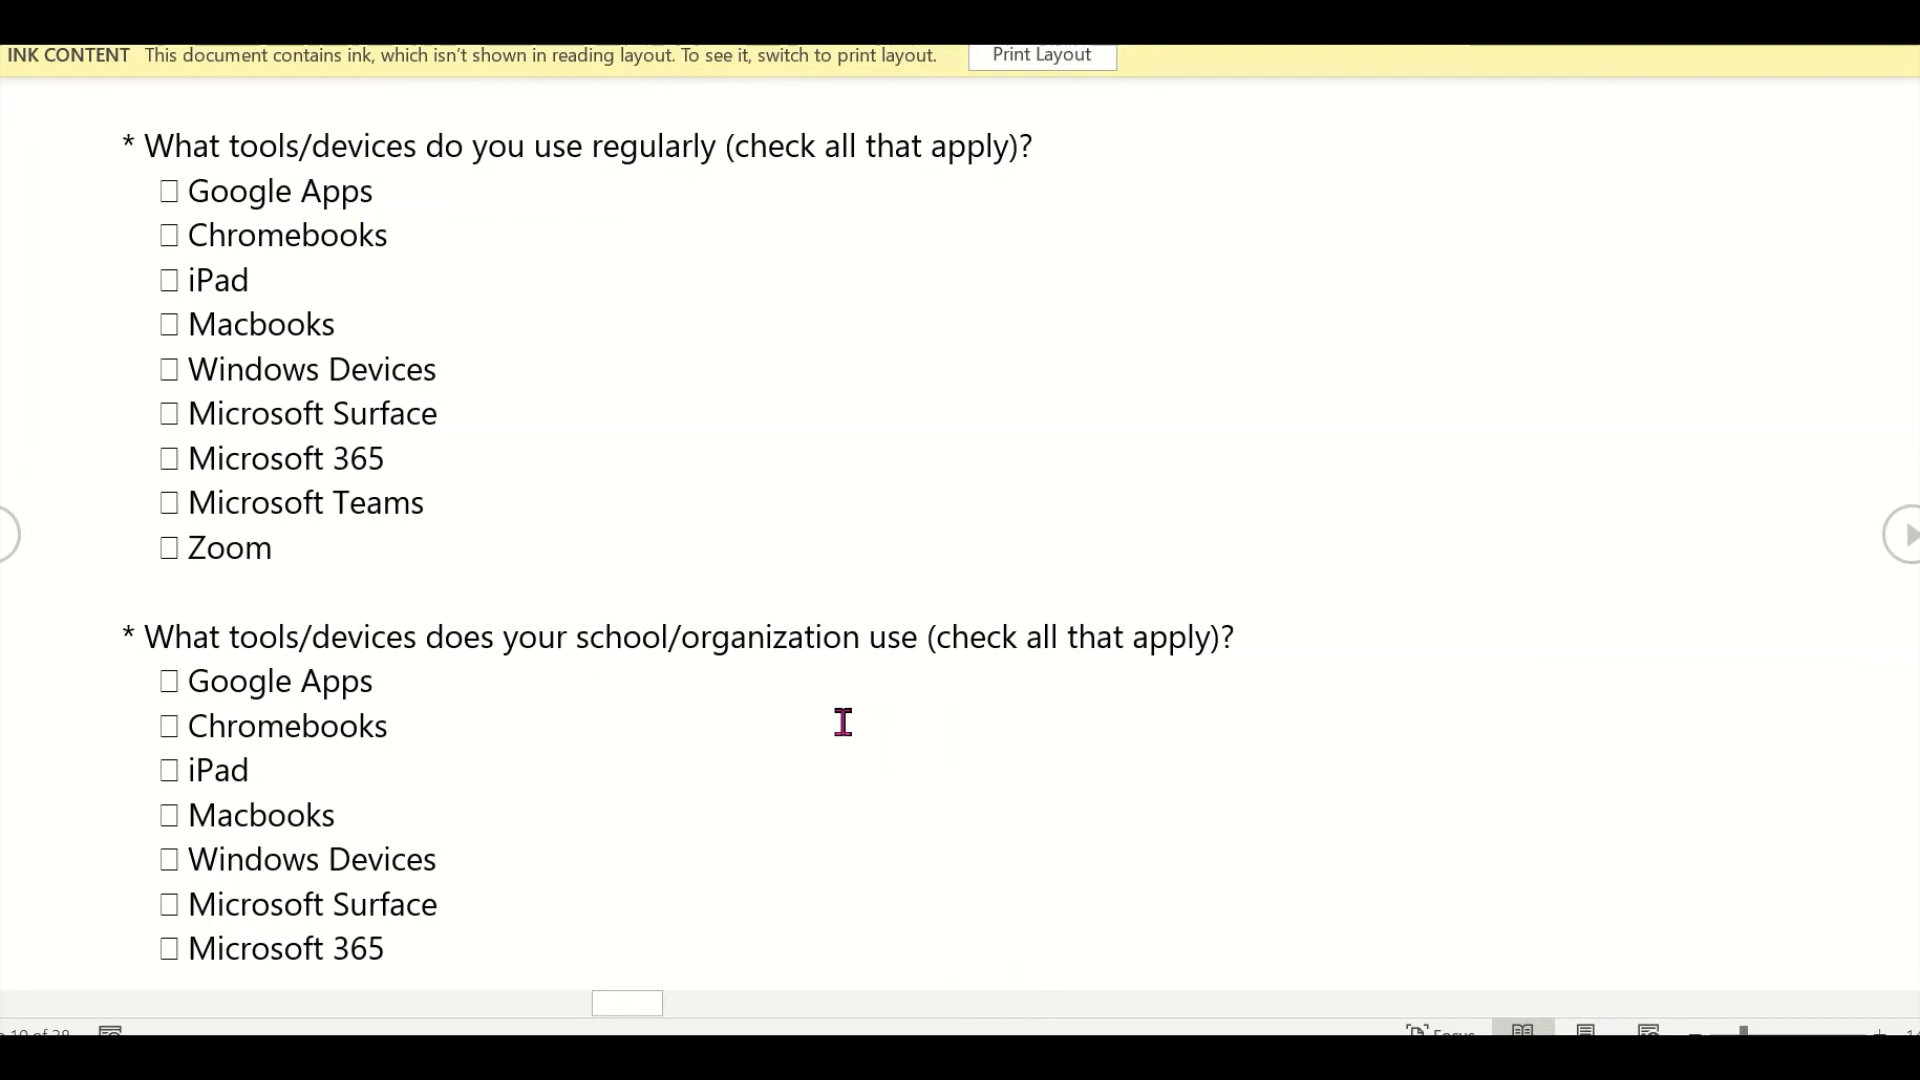 INK CONTENT This document contains ink, which isn't shown in reading layout. To see it, switch to print layout. Print Layout
* What tools/devices do you use regularly (check all that apply)?
☐ Google Apps
☐ Chromebooks
☐ iPad
☐ Macbooks
☐ Windows Devices
☐ Microsoft Surface
☐ Microsoft 365
☐ Microsoft Teams
☐ Zoom
* What tools/devices does your school/organization use (check all that apply)?
☐ Google Apps
☐ Chromebooks
☐ iPad
☐ Macbooks
☐ Windows Devices
☐ Microsoft Surface
☐ Microsoft 365
Focus